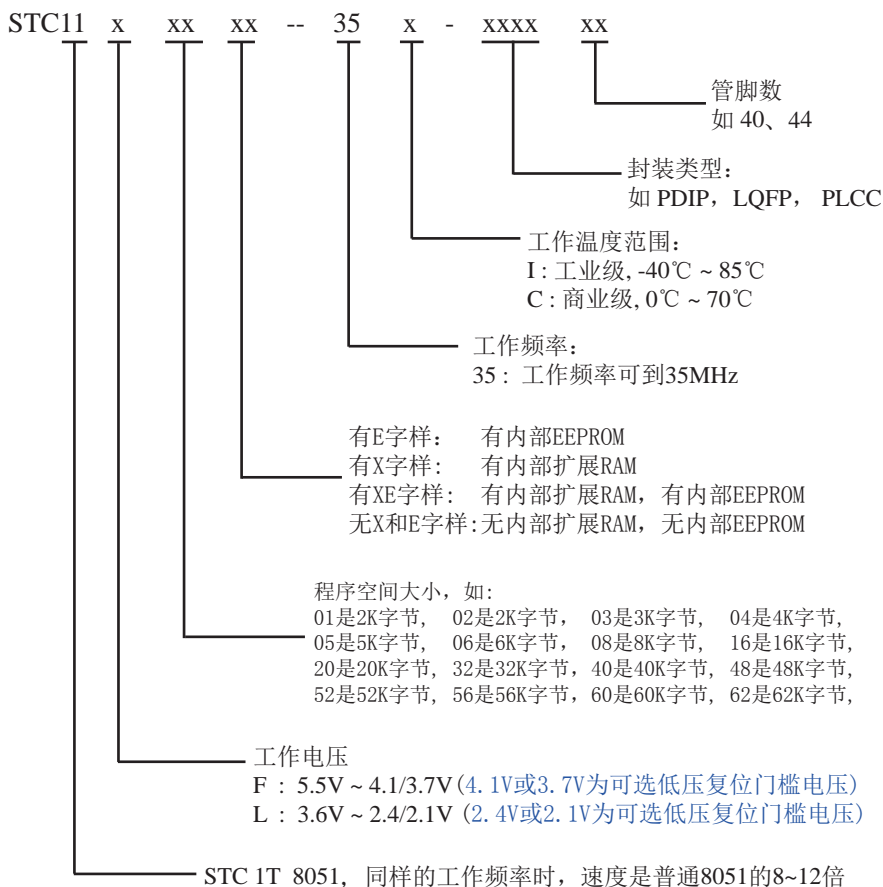 STC11 x xx xx -- 35 x - xxxx xx
管脚数
如 40、44
封装类型：
如 PDIP，LQFP， PLCC
工作温度范围：
I : 工业级, -40℃ ~ 85℃
C : 商业级, 0℃ ~ 70℃
工作频率：
35 : 工作频率可到35MHz
有E字样： 有内部EEPROM
有X字样: 有内部扩展RAM
有XE字样: 有内部扩展RAM，有内部EEPROM
无X和E字样:无内部扩展RAM，无内部EEPROM
程序空间大小，如:
01是2K字节, 02是2K字节， 03是3K字节, 04是4K字节,
05是5K字节, 06是6K字节， 08是8K字节, 16是16K字节,
20是20K字节, 32是32K字节，40是40K字节, 48是48K字节,
52是52K字节, 56是56K字节，60是60K字节, 62是62K字节,
工作电压
F : 5.5V ~ 4.1/3.7V (4.1V或3.7V为可选低压复位门槛电压)
L : 3.6V ~ 2.4/2.1V (2.4V或2.1V为可选低压复位门槛电压)
STC 1T 8051, 同样的工作频率时，速度是普通8051的8~12倍